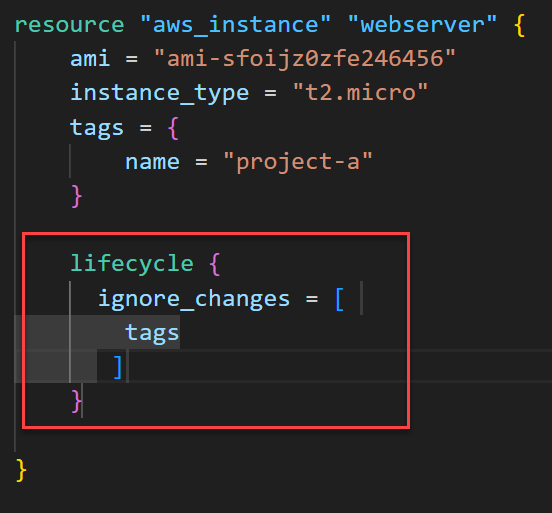 resource "aws_instance" "webserver" {
    ami = "ami-sfoijz0zfe246456"
    instance_type = "t2.micro"
    tags = {
        name = "project-a"
    }
    lifecycle {
      ignore_changes = [
        tags
       ]
    }
}